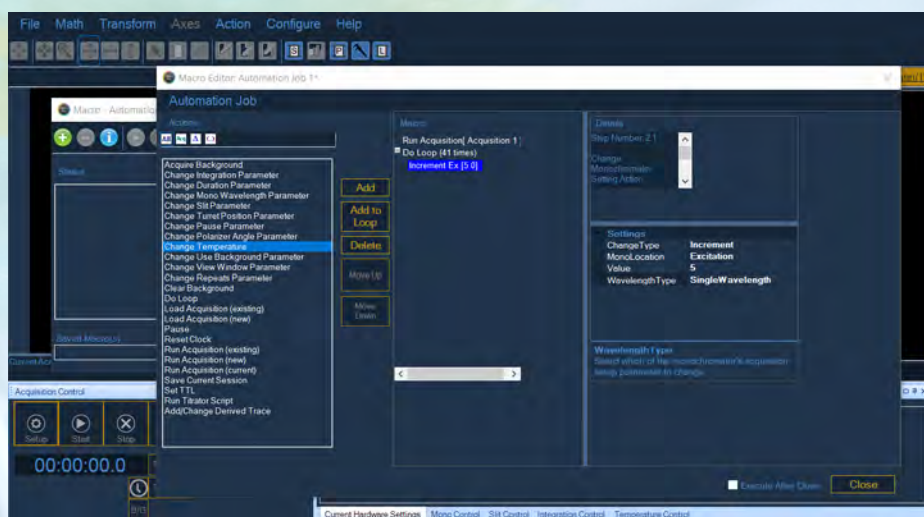 File Math Transform Axes Action Configure Help
S P L
Macro Editor: Automation Job 1*
Automation Job
Macro - Automatio
Actions
Macro
Details
Acquire Background
Change Integration Parameter
Change Duration Parameter
Change Mono Wavelength Parameter
Change Slit Parameter
Change Turret Position Parameter
Change Pause Parameter
Change Polarizer Angle Parameter
Change Temperature
Change Use Background Parameter
Change View Window Parameter
Change Repeats Parameter
Clear Background
Do Loop
Load Acquisition (existing)
Load Acquisition (new)
Pause
Reset Clock
Run Acquisition (existing)
Run Acquisition (new)
Run Acquisition (current)
Save Current Session
Set TTL
Run Titrator Script
Add/Change Derived Trace
Add
Add to
Loop
Delete
Move Up
Move
Down
Run Acquisition[ Acquisition 1 ]
Do Loop (41 times)
Increment Ex [5.0]
Step Number 2.1
Change
Monochromator
Setting Action
Settings
ChangeType Increment
MonoLocation Excitation
Value 5
WavelengthType SingleWavelength
WavelengthType
Select which of the monochromator's acquisition
setup parameter to change.
Execute After Close
Close
Status
Saved Macro(s)
Current Acq
Acquisition Control
Setup Start Stop
00:00:00.0
Current Hardware Settings Mono Control Slit Control Integration Control Temperature Control